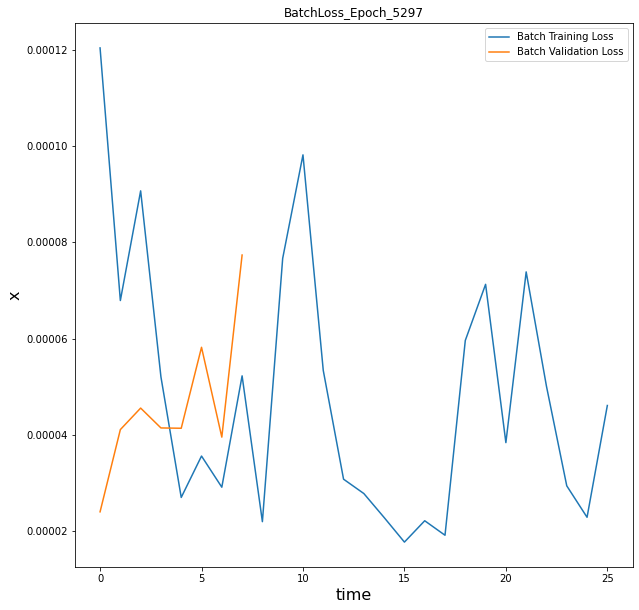 BatchLoss_Epoch_5297
Batch Training Loss
Batch Validation Loss
0.00012
0.00010
0.00008
0.00006
0.00004
0.00002
x
0 5 10 15 20 25
time